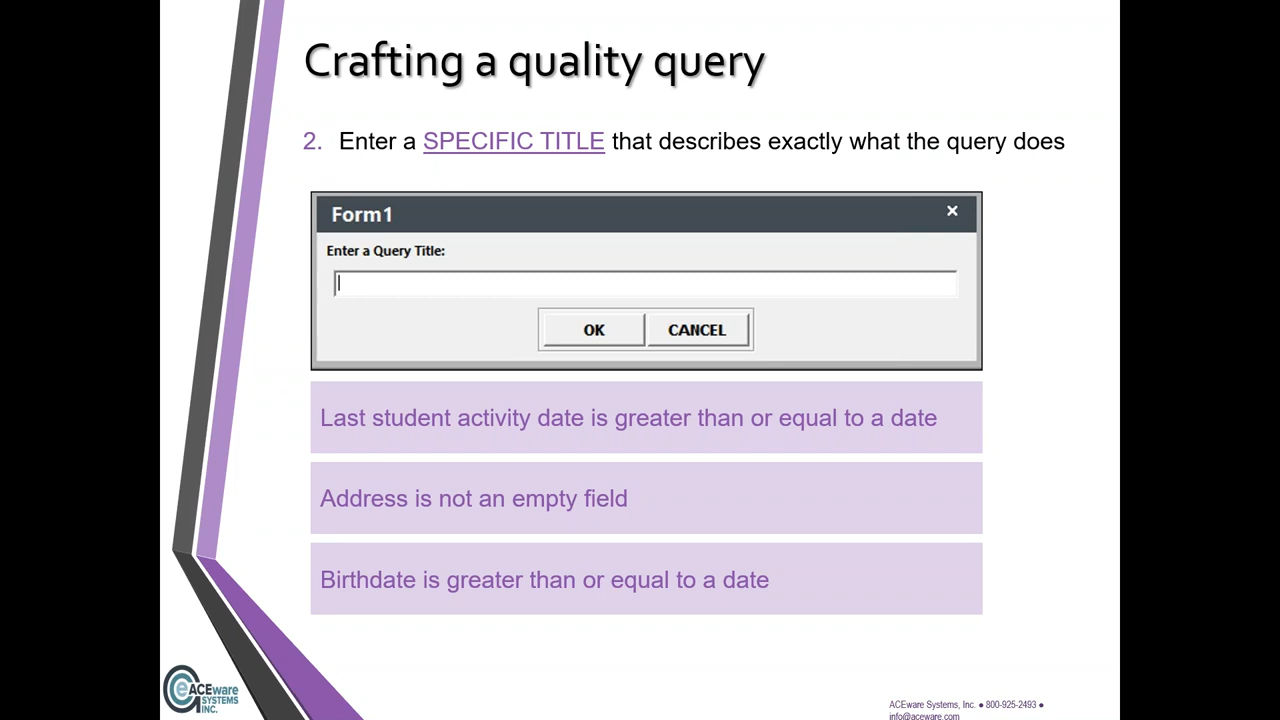 Crafting a quality query
2. Enter a SPECIFIC TITLE that describes exactly what the query does
Form1 ×
Enter a Query Title:
OK CANCEL
Last student activity date is greater than or equal to a date
Address is not an empty field
Birthdate is greater than or equal to a date
ACEware
SYSTEMS
INC.
ACEware Systems, Inc. ● 800-925-2493 ●
info@aceware.com